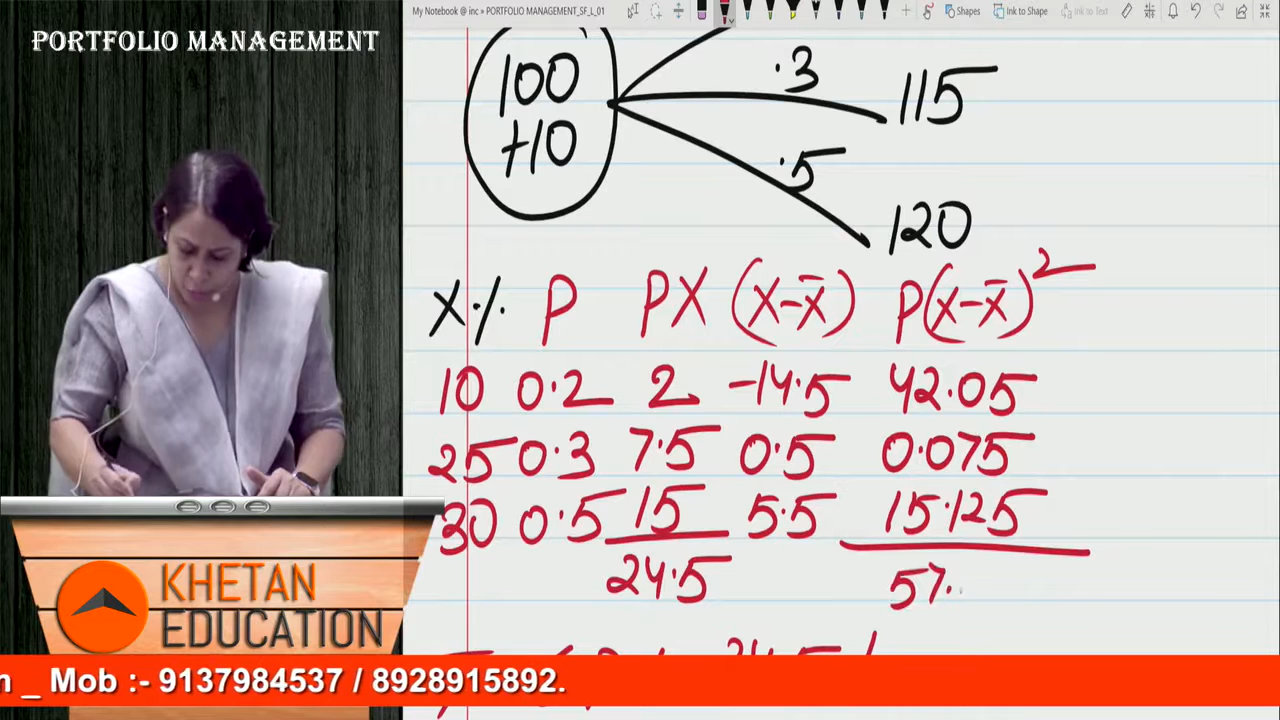 My Notebook @ inc » PORTFOLIO MANAGEMENT_SF_L_01
Shapes
Ink to Shape
Ink to Text
PORTFOLIO MANAGEMENT
100
+10
.3
115
.5
120
X% P PX (X-x̄) P(X-x̄)²
10 0.2 2 -14.5 42.05
25 0.3 7.5 0.5 0.075
30 0.5 15 5.5 15.125
24.5 57.
KHETAN
EDUCATION
n _ Mob :- 9137984537 / 8928915892.